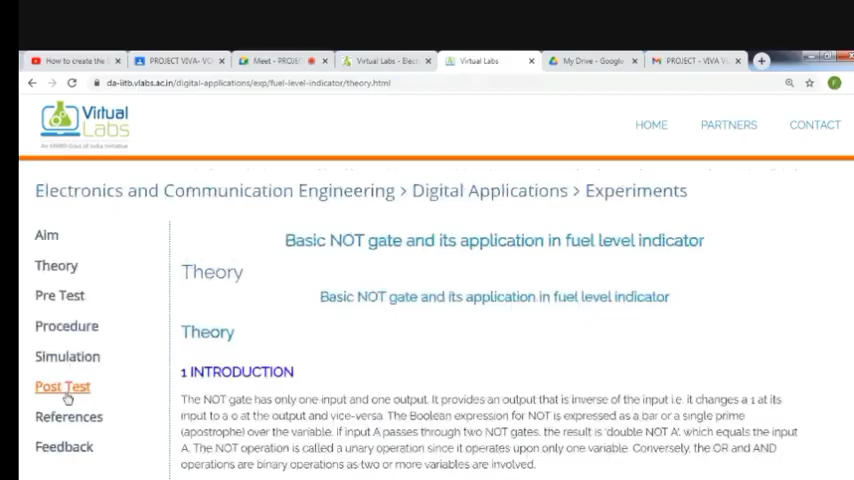 How to create the
PROJECT VIVA- VO
Meet - PROJE
Virtual Labs - Elect
Virtual Labs
My Drive - Google
PROJECT - VIVA V
da-iitb.vlabs.ac.in/digital-applications/exp/fuel-level-indicator/theory.html
Virtual
Labs
An MHRD Govt of India Initiative
HOME
PARTNERS
CONTACT
Electronics and Communication Engineering > Digital Applications > Experiments
Aim
Theory
Pre Test
Procedure
Simulation
Post Test
References
Feedback
Basic NOT gate and its application in fuel level indicator
Theory
Basic NOT gate and its application in fuel level indicator
Theory
1 INTRODUCTION
The NOT gate has only one input and one output. It provides an output that is inverse of the input i.e. it changes a 1 at its
input to a 0 at the output and vice-versa. The Boolean expression for NOT is expressed as a bar or a single prime
(apostrophe) over the variable. If input A passes through two NOT gates, the result is 'double NOT A', which equals the input
A. The NOT operation is called a unary operation since it operates upon only one variable. Conversely, the OR and AND
operations are binary operations as two or more variables are involved.